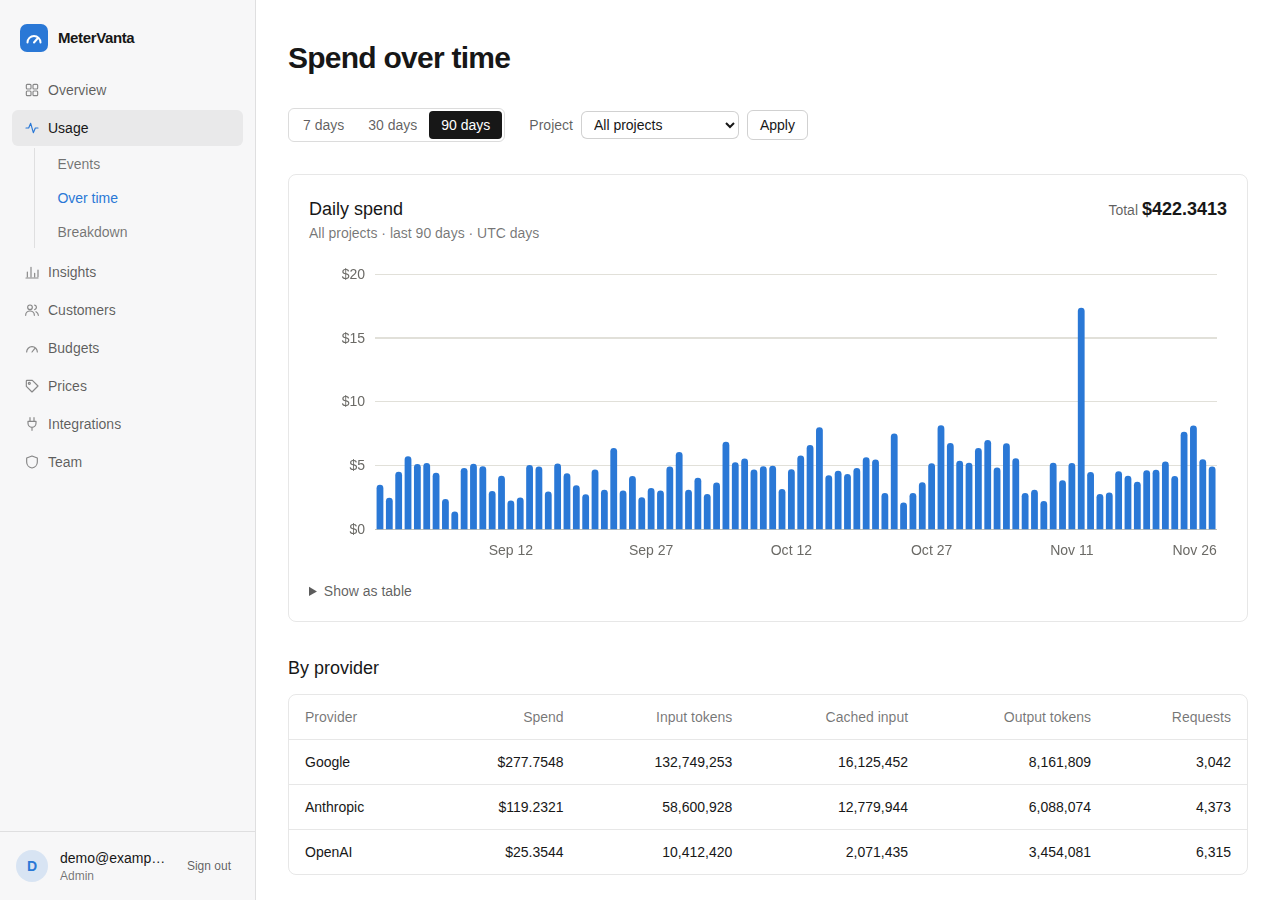 MeterVanta
Overview
Usage
Events
Over time
Breakdown
Insights
Customers
Budgets
Prices
Integrations
Team
D
demo@examp…
Admin
Sign out
Spend over time
7 days 30 days 90 days Project All projects Apply
Daily spend
Total $422.3413
All projects · last 90 days · UTC days
$20
$15
$10
$5
$0
Sep 12 Sep 27 Oct 12 Oct 27 Nov 11 Nov 26
Show as table
By provider
Provider Spend Input tokens Cached input Output tokens Requests
Google $277.7548 132,749,253 16,125,452 8,161,809 3,042
Anthropic $119.2321 58,600,928 12,779,944 6,088,074 4,373
OpenAI $25.3544 10,412,420 2,071,435 3,454,081 6,315